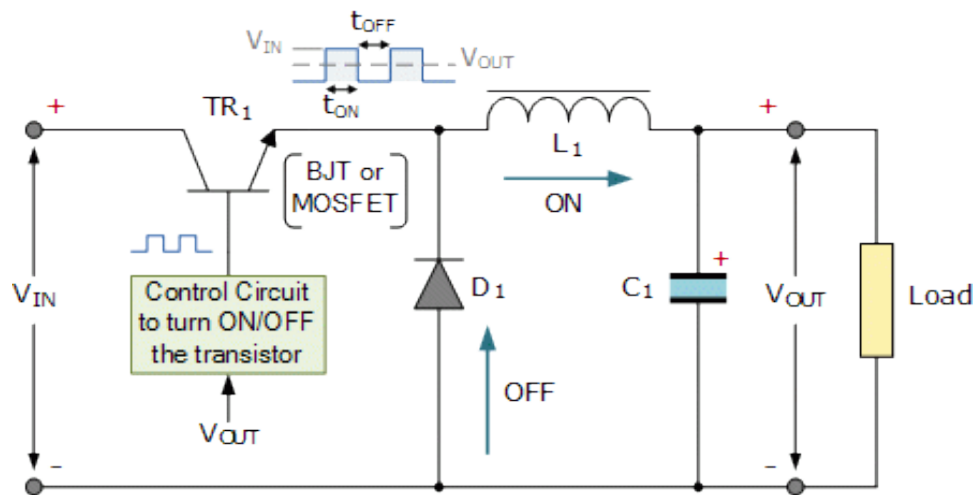 tOFF
VIN
VOUT
tON
+
TR1
+
+
L1
BJT or
MOSFET
ON
+
VIN
Control Circuit
to turn ON/OFF
the transistor
D1
C1
VOUT
Load
OFF
VOUT
-
-